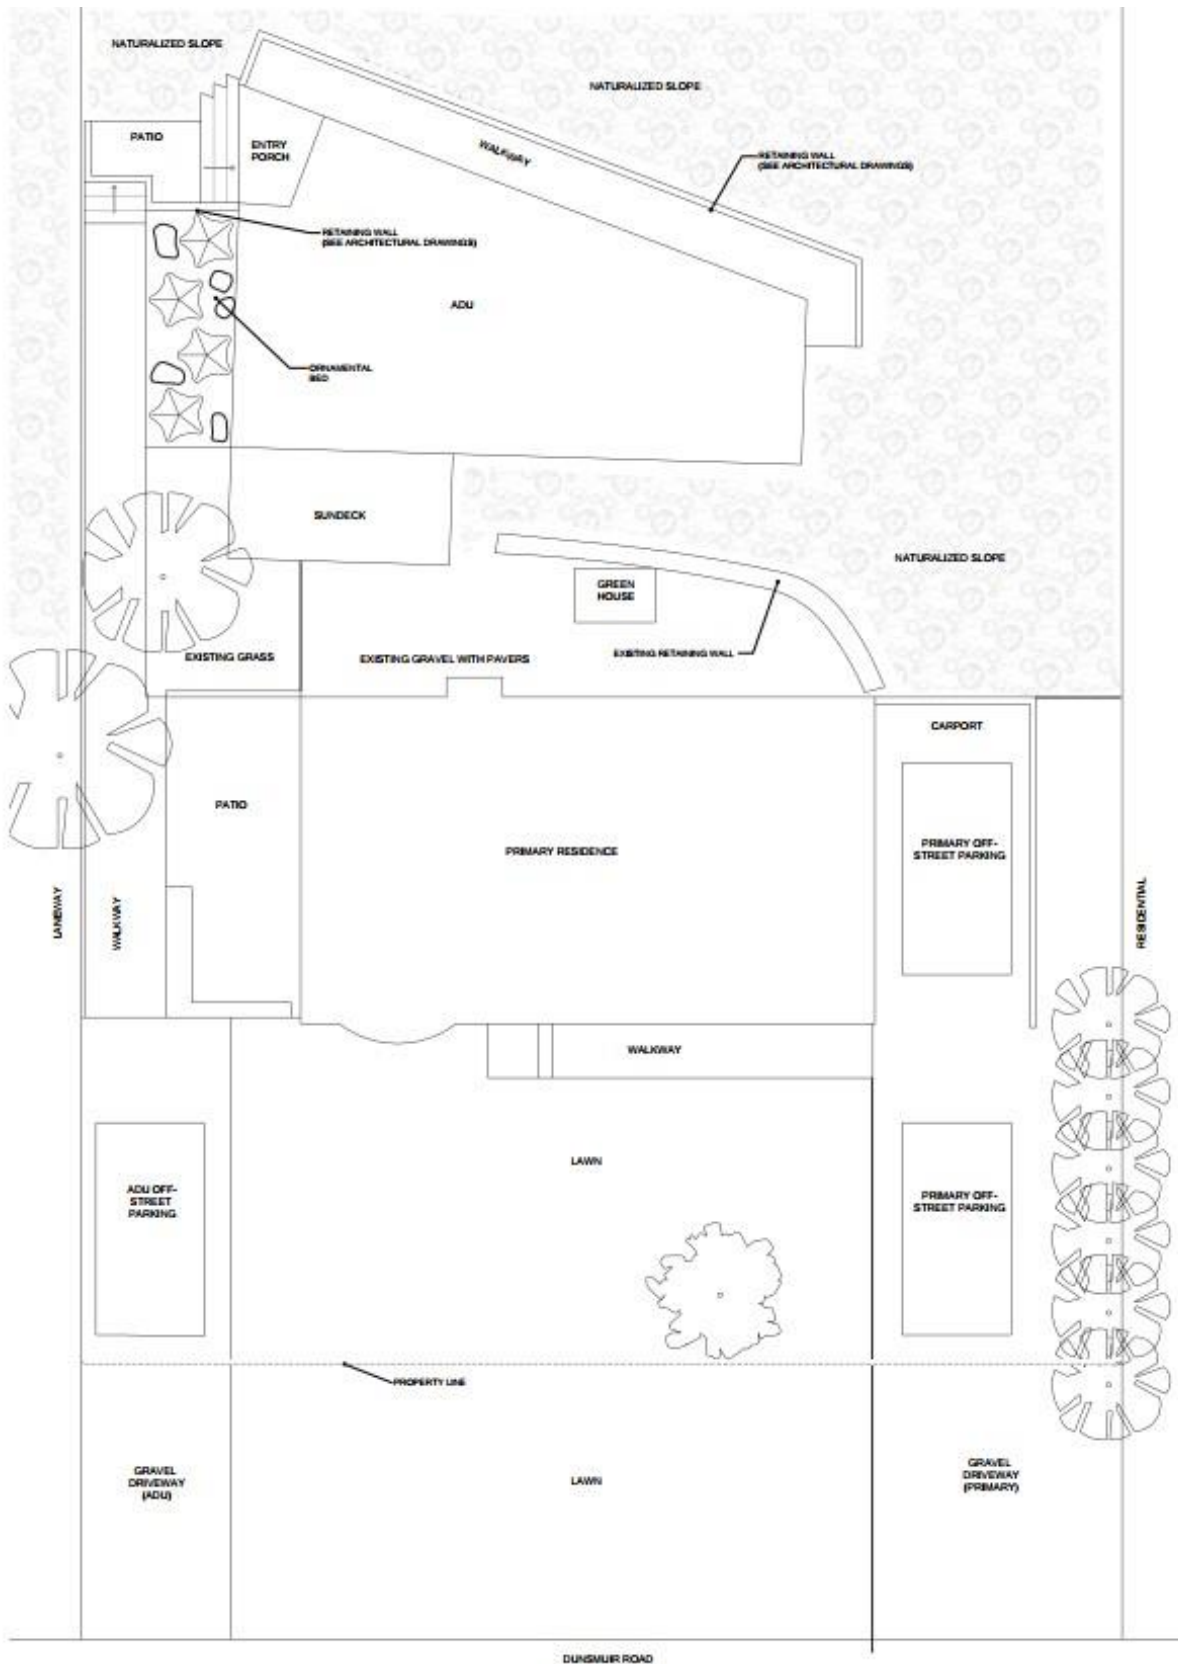 NATURALIZED SLOPE
NATURALIZED SLOPE
PATIO
ENTRY
PORCH
WALKWAY
RETAINING WALL
(SEE ARCHITECTURAL DRAWINGS)
RETAINING WALL
(SEE ARCHITECTURAL DRAWINGS)
ADU
ORNAMENTAL
BED
SUNDECK
NATURALIZED SLOPE
GREEN
HOUSE
EXISTING GRASS
EXISTING GRAVEL WITH PAVERS
EXISTING RETAINING WALL
CARPORT
PATIO
PRIMARY RESIDENCE
PRIMARY OFF-
STREET PARKING
LANEWAY
WALKWAY
RESIDENTIAL
WALKWAY
LAWN
ADU OFF-
STREET
PARKING
PRIMARY OFF-
STREET PARKING
PROPERTY LINE
GRAVEL
DRIVEWAY
(ADU)
LAWN
GRAVEL
DRIVEWAY
(PRIMARY)
DUNSMUIR ROAD